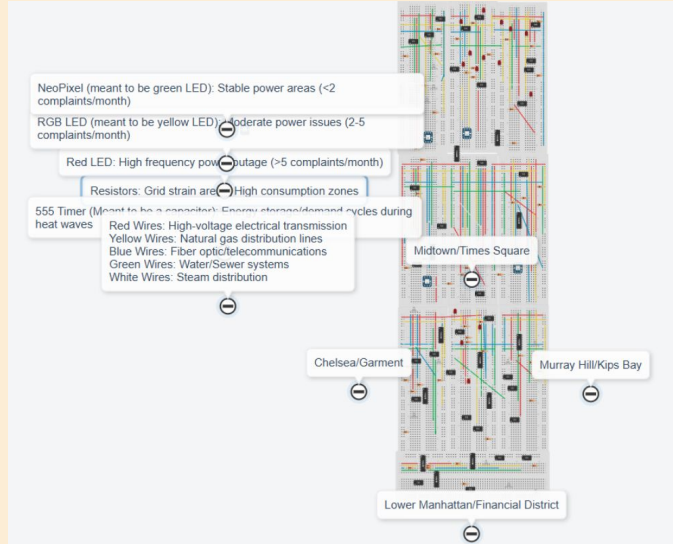 NeoPixel (meant to be green LED): Stable power areas (<2
complaints/month)
RGB LED (meant to be yellow LED): Moderate power issues (2-5
complaints/month)
Red LED: High frequency power outage (>5 complaints/month)
Resistors: Grid strain areas High consumption zones
555 Timer (Meant to be a capacitor): Energy storage/demand cycles during
heat waves
Red Wires: High-voltage electrical transmission
Yellow Wires: Natural gas distribution lines
Blue Wires: Fiber optic/telecommunications
Green Wires: Water/Sewer systems
White Wires: Steam distribution
Midtown/Times Square
Chelsea/Garment
Murray Hill/Kips Bay
Lower Manhattan/Financial District